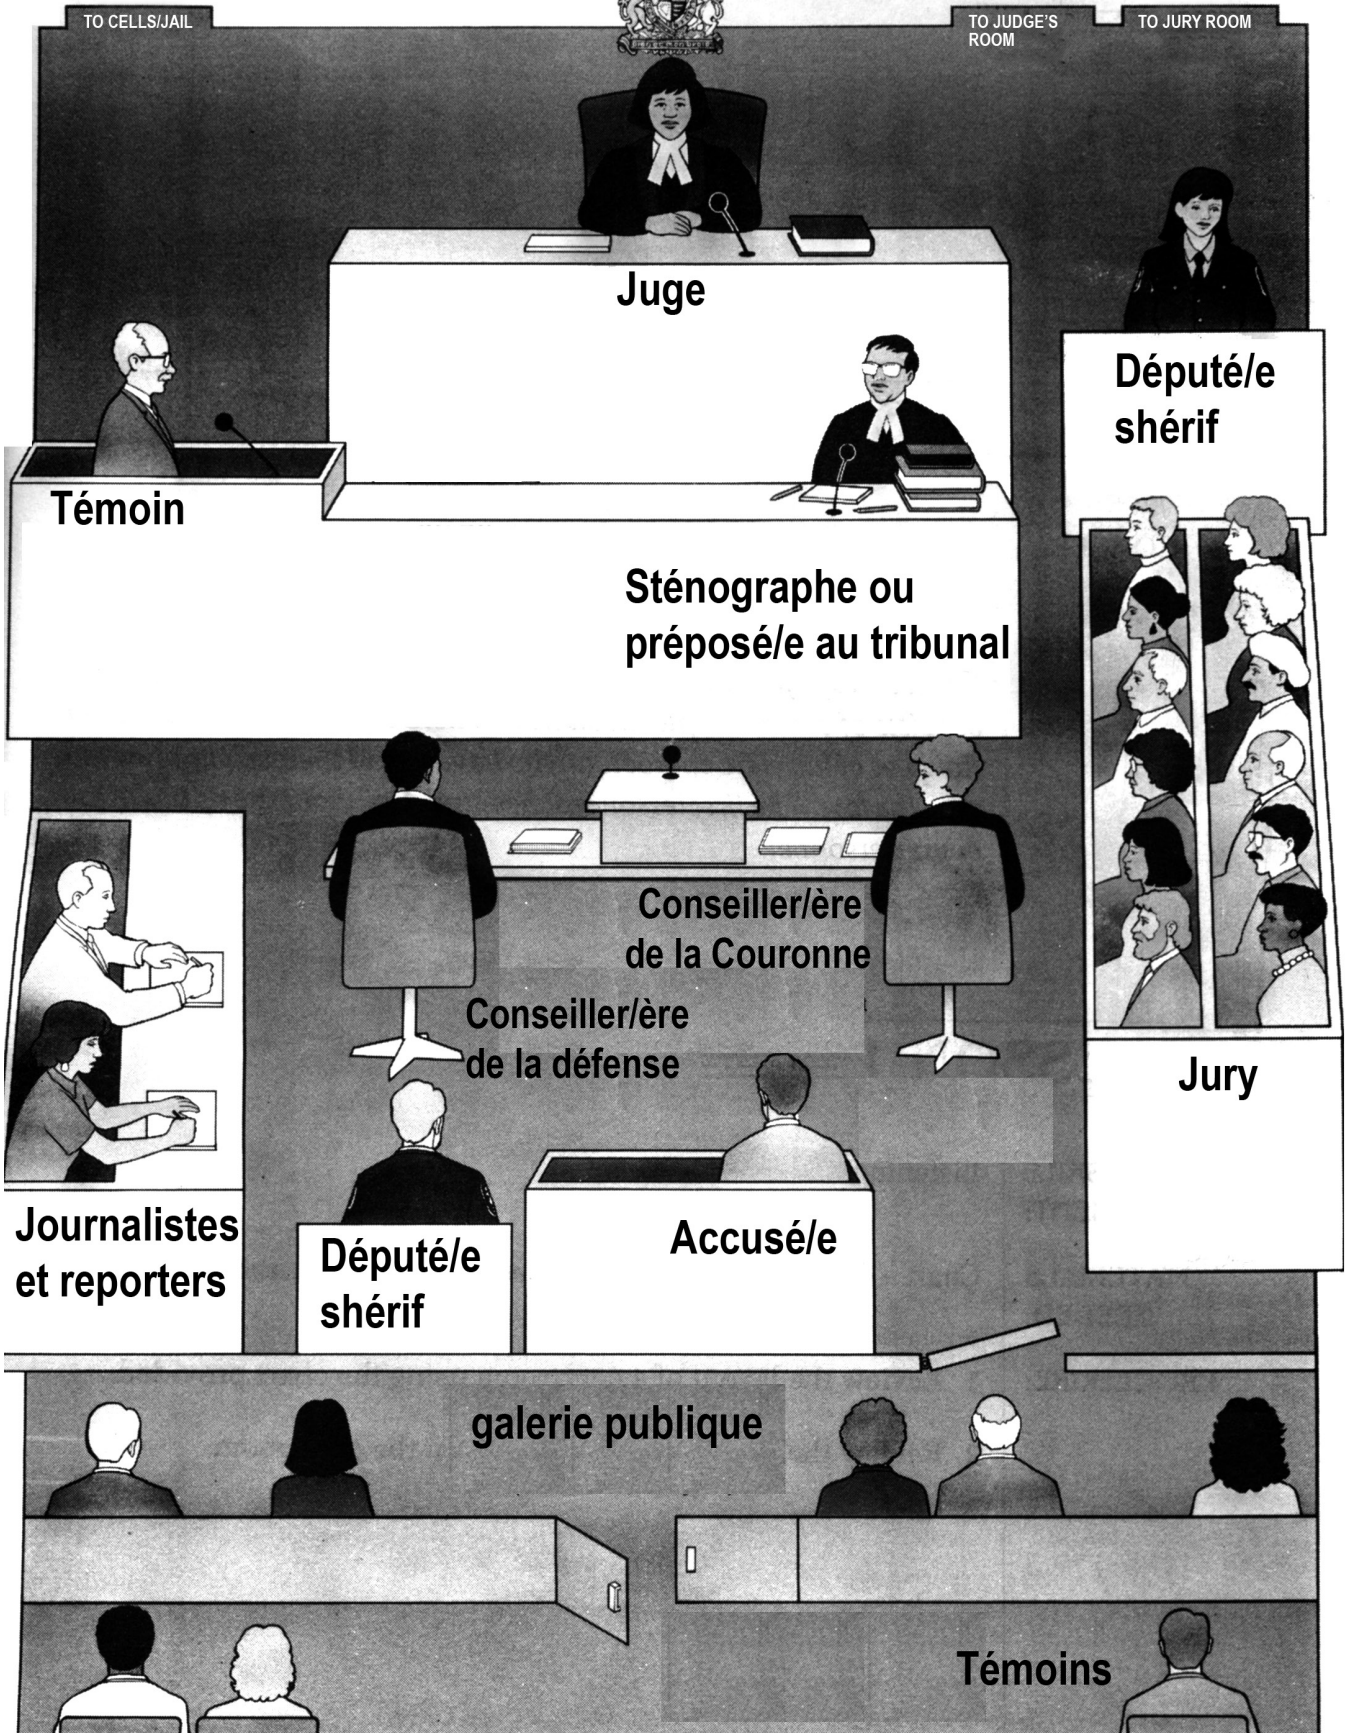 TO CELLS/JAIL
TO JUDGE'S
ROOM
TO JURY ROOM
Juge
Député/e
shérif
Témoin
Sténographe ou
préposé/e au tribunal
Conseiller/ère
de la Couronne
Conseiller/ère
de la défense
Jury
Journalistes
et reporters
Député/e
shérif
Accusé/e
galerie publique
Témoins